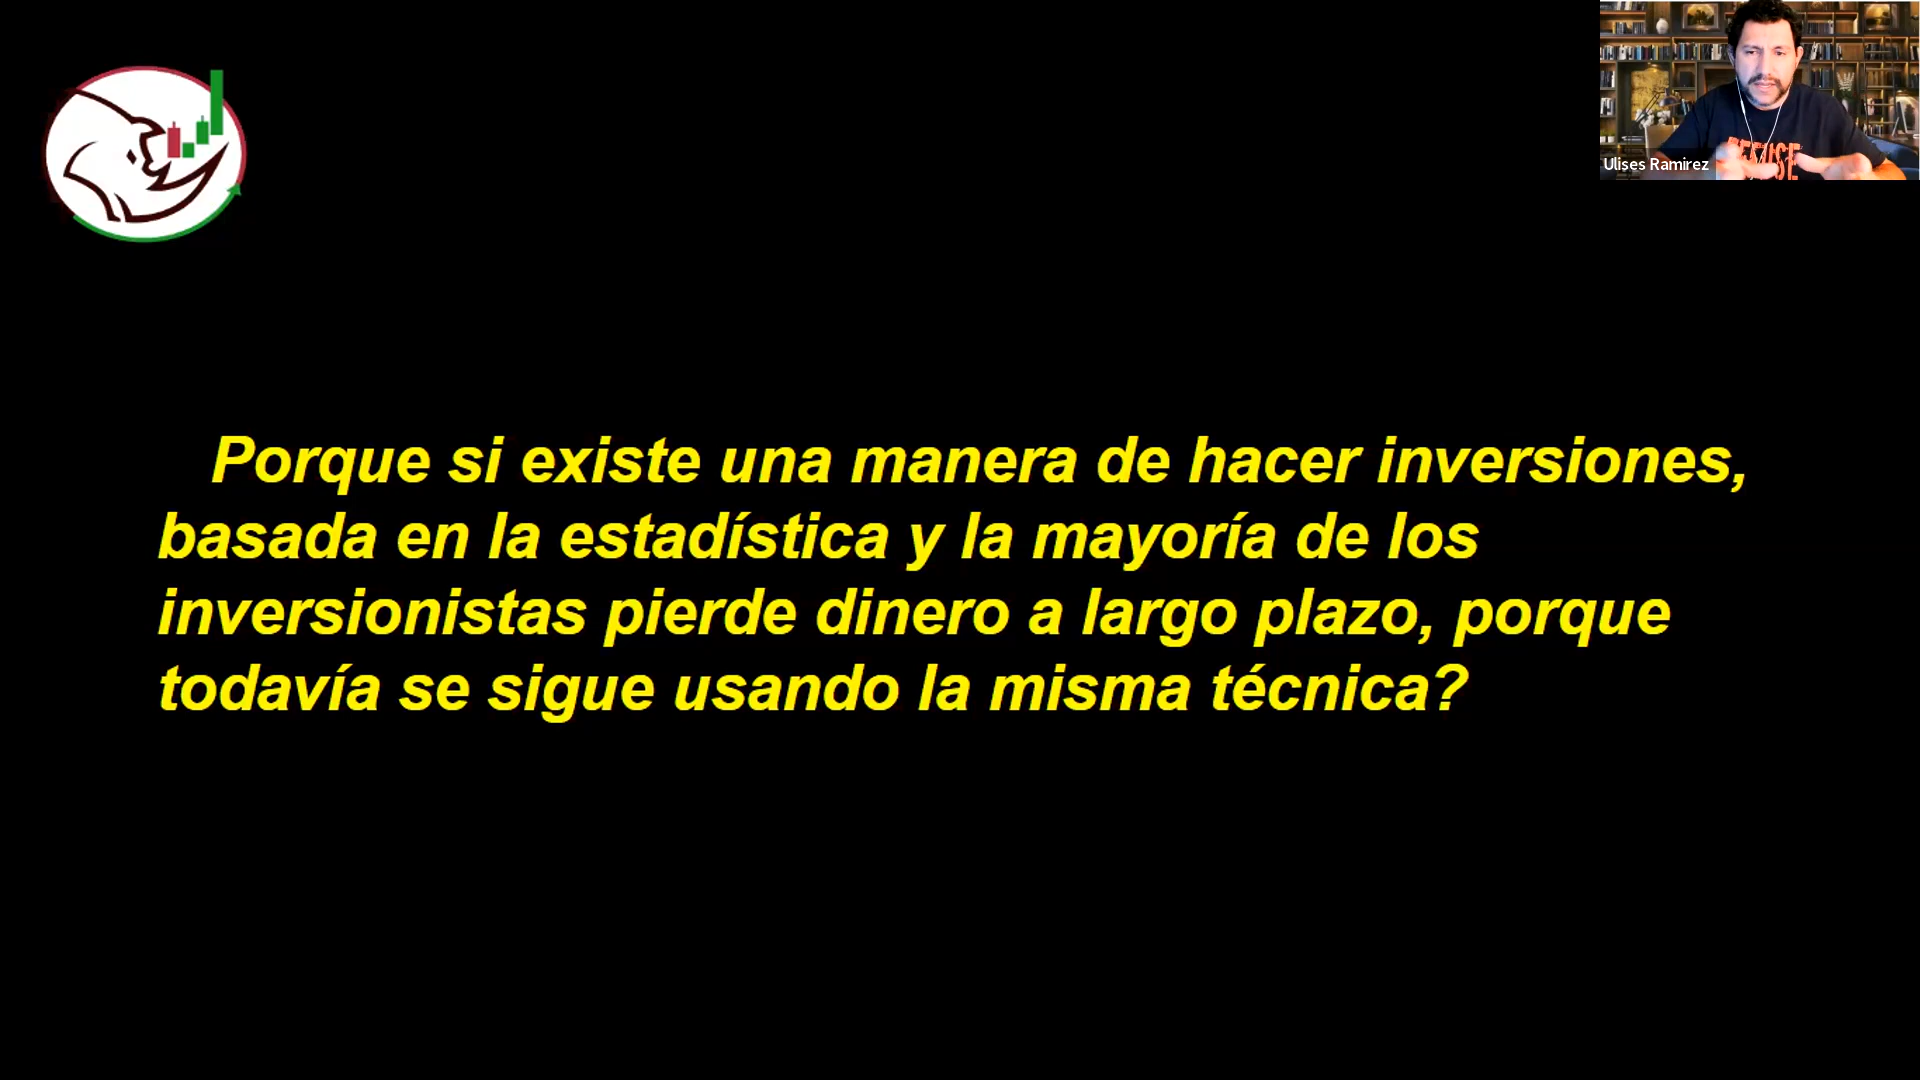 Ulises Ramirez
Porque si existe una manera de hacer inversiones,
basada en la estadística y la mayoría de los
inversionistas pierde dinero a largo plazo, porque
todavía se sigue usando la misma técnica?